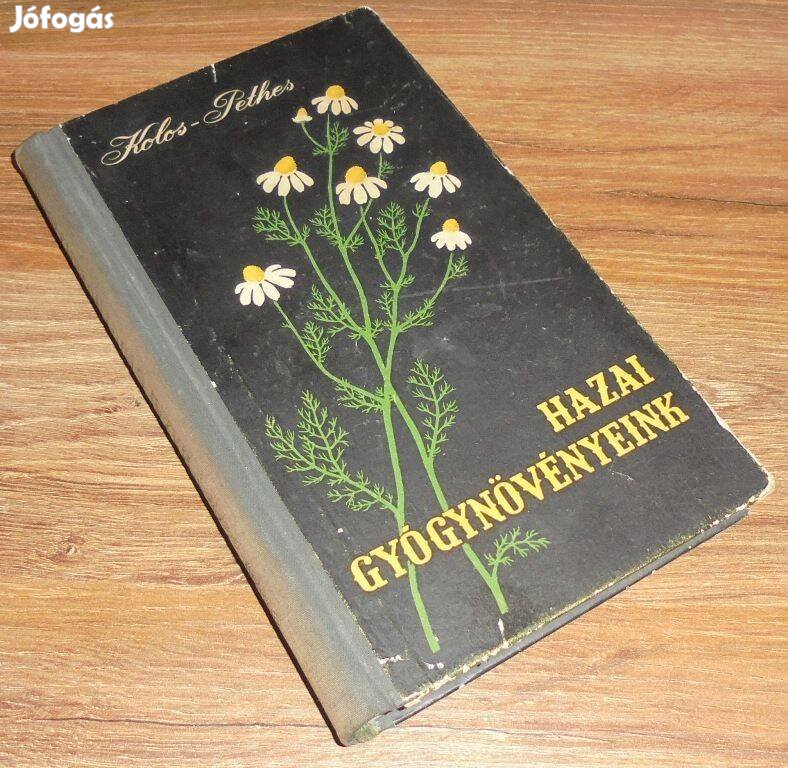 Jófogás
Kolos - Pethes
HAZAI
GYÓGYNÖVÉNYEINK